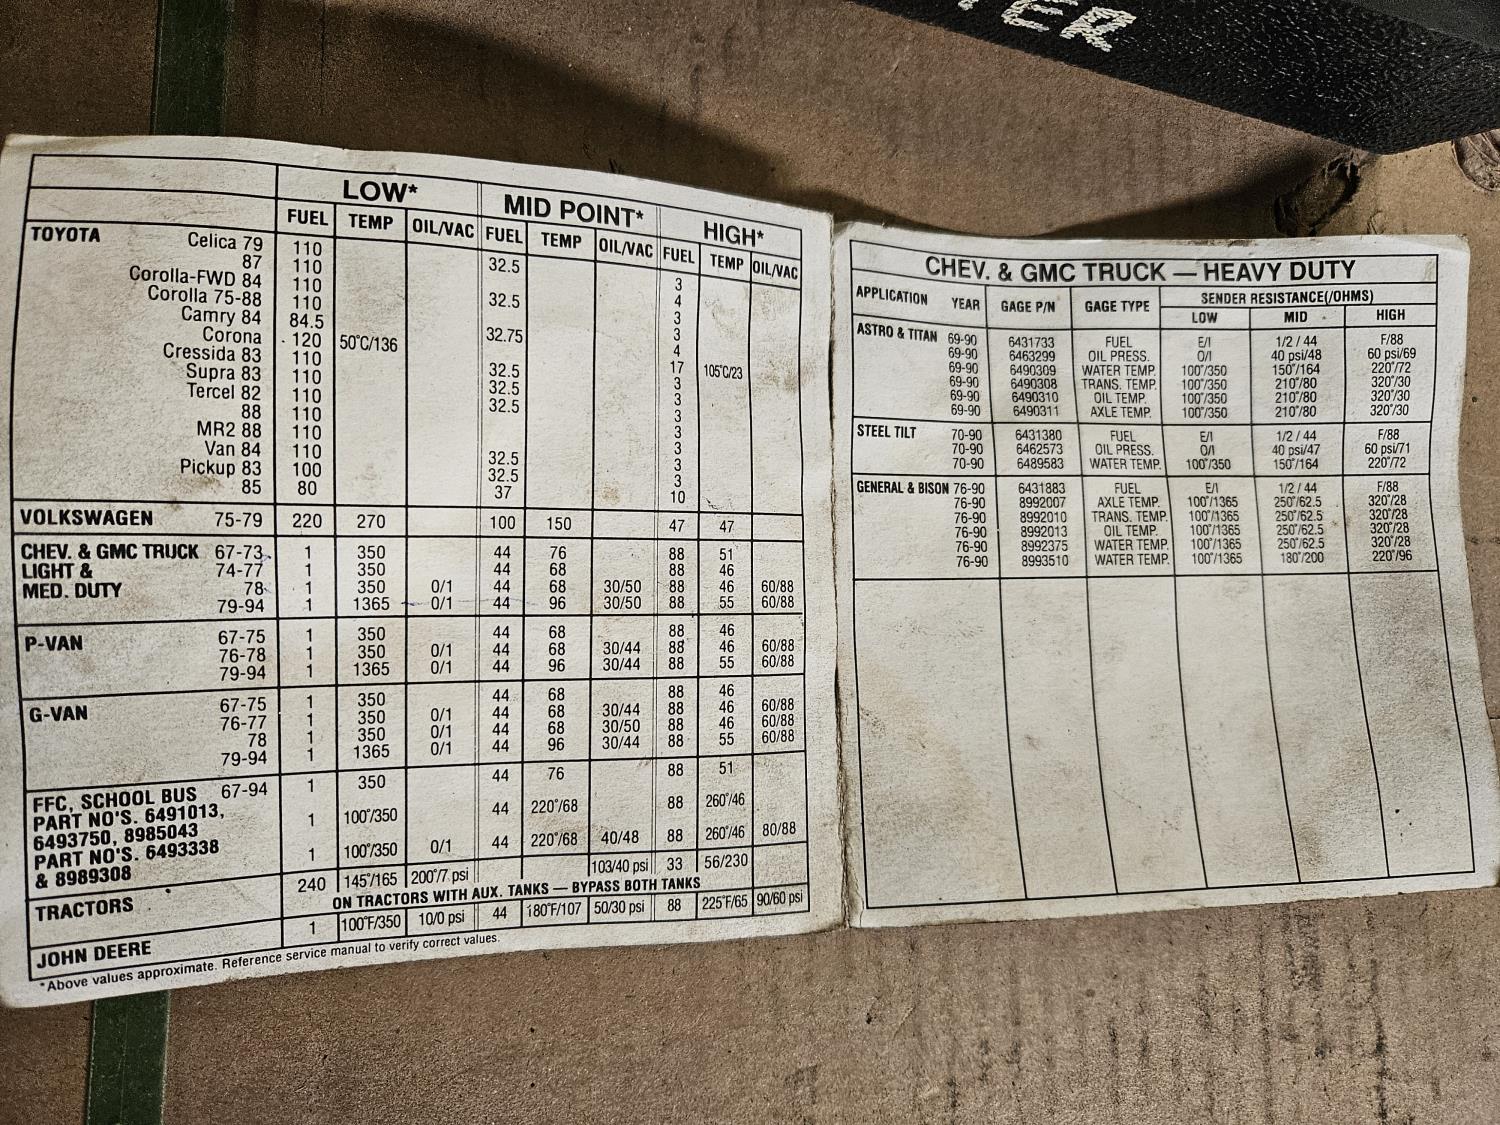 TER
LOW* MID POINT* HIGH*
FUEL TEMP OIL/VAC FUEL TEMP OIL/VAC FUEL TEMP OIL/VAC
TOYOTA Celica 79 110 32.5 3
87 110 4
Corolla-FWD 84 110 32.5 3
Corolla 75-88 110 3
Camry 84 84.5 32.75 4
Corona 120 50°C/136 17 105°C/23
Cressida 83 110 32.5 3
Supra 83 110 32.5 3
Tercel 82 110 32.5 3
88 110 3
MR2 88 110 3
Van 84 110 32.5 3
Pickup 83 100 32.5 3
85 80 37 10
VOLKSWAGEN 75-79 220 270 100 150 47 47
CHEV. & GMC TRUCK 67-73 1 350 44 76 88 51
LIGHT & 74-77 1 350 44 68 88 46
MED. DUTY 78 1 350 0/1 44 68 30/50 88 46 60/88
79-94 1 1365 0/1 44 96 30/50 88 55 60/88
P-VAN 67-75 1 350 44 68 88 46
76-78 1 350 0/1 44 68 30/44 88 46 60/88
79-94 1 1365 0/1 44 96 30/44 88 55 60/88
G-VAN 67-75 1 350 44 68 88 46
76-77 1 350 0/1 44 68 30/44 88 46 60/88
78 1 350 0/1 44 68 30/50 88 46 60/88
79-94 1 1365 0/1 44 96 30/44 88 55 60/88
FFC, SCHOOL BUS 67-94 1 350 44 76 88 51
PART NO'S. 6491013, 1 100°/350 44 220°/68 88 260°/46
6493750, 8985043
PART NO'S. 6493338 1 100°/350 0/1 44 220°/68 40/48 88 260°/46 80/88
& 8989308
TRACTORS 240 145°/165 200°/7 psi 103/40 psi 33 56/230
ON TRACTORS WITH AUX. TANKS — BYPASS BOTH TANKS
JOHN DEERE 1 100°F/350 10/0 psi 44 180°F/107 50/30 psi 88 225°F/65 90/60 psi
*Above values approximate. Reference service manual to verify correct values.
CHEV. & GMC TRUCK — HEAVY DUTY
APPLICATION YEAR GAGE P/N GAGE TYPE SENDER RESISTANCE(/OHMS)
LOW MID HIGH
ASTRO & TITAN 69-90 6431733 FUEL E/I 1/2 / 44 F/88
69-90 6463299 OIL PRESS. O/I 40 psi/48 60 psi/69
69-90 6490309 WATER TEMP. 100°/350 150°/164 220°/72
69-90 6490308 TRANS. TEMP. 100°/350 210°/80 320°/30
69-90 6490310 OIL TEMP. 100°/350 210°/80 320°/30
69-90 6490311 AXLE TEMP. 100°/350 210°/80 320°/30
STEEL TILT 70-90 6431380 FUEL E/I 1/2 / 44 F/88
70-90 6462573 OIL PRESS. O/I 40 psi/47 60 psi/71
70-90 6489583 WATER TEMP. 100°/350 150°/164 220°/72
GENERAL & BISON 76-90 6431883 FUEL E/I 1/2 / 44 F/88
76-90 8992007 AXLE TEMP. 100°/1365 250°/62.5 320°/28
76-90 8992010 TRANS. TEMP. 100°/1365 250°/62.5 320°/28
76-90 8992013 OIL TEMP. 100°/1365 250°/62.5 320°/28
76-90 8992375 WATER TEMP. 100°/1365 250°/62.5 320°/28
76-90 8993510 WATER TEMP. 100°/1365 180°/200 220°/96